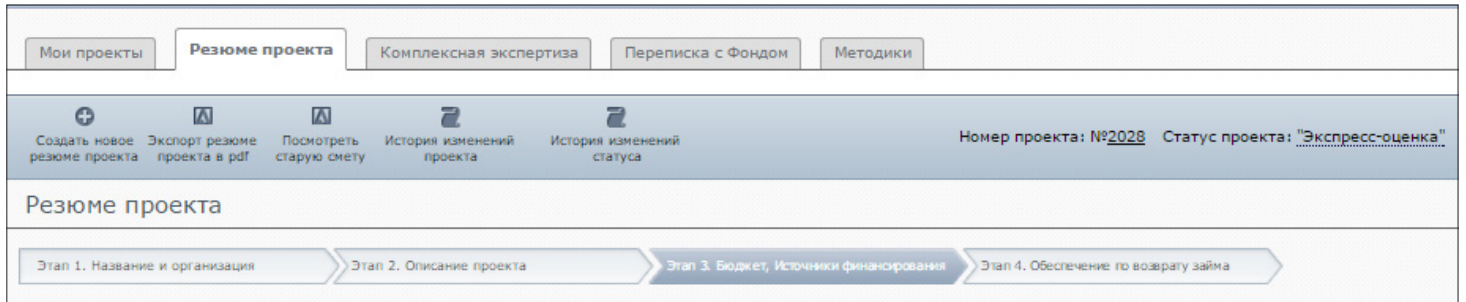 Мои проекты Резюме проекта Комплексная экспертиза Переписка с Фондом Методики
Создать новое резюме проекта
Экспорт резюме проекта в pdf
Посмотреть старую смету
История изменений проекта
История изменений статуса
Номер проекта: №2028 Статус проекта: "Экспресс-оценка"
Резюме проекта
Этап 1. Название и организация Этап 2. Описание проекта Этап 3. Бюджет, Источники финансирования Этап 4. Обеспечение по возврату займа